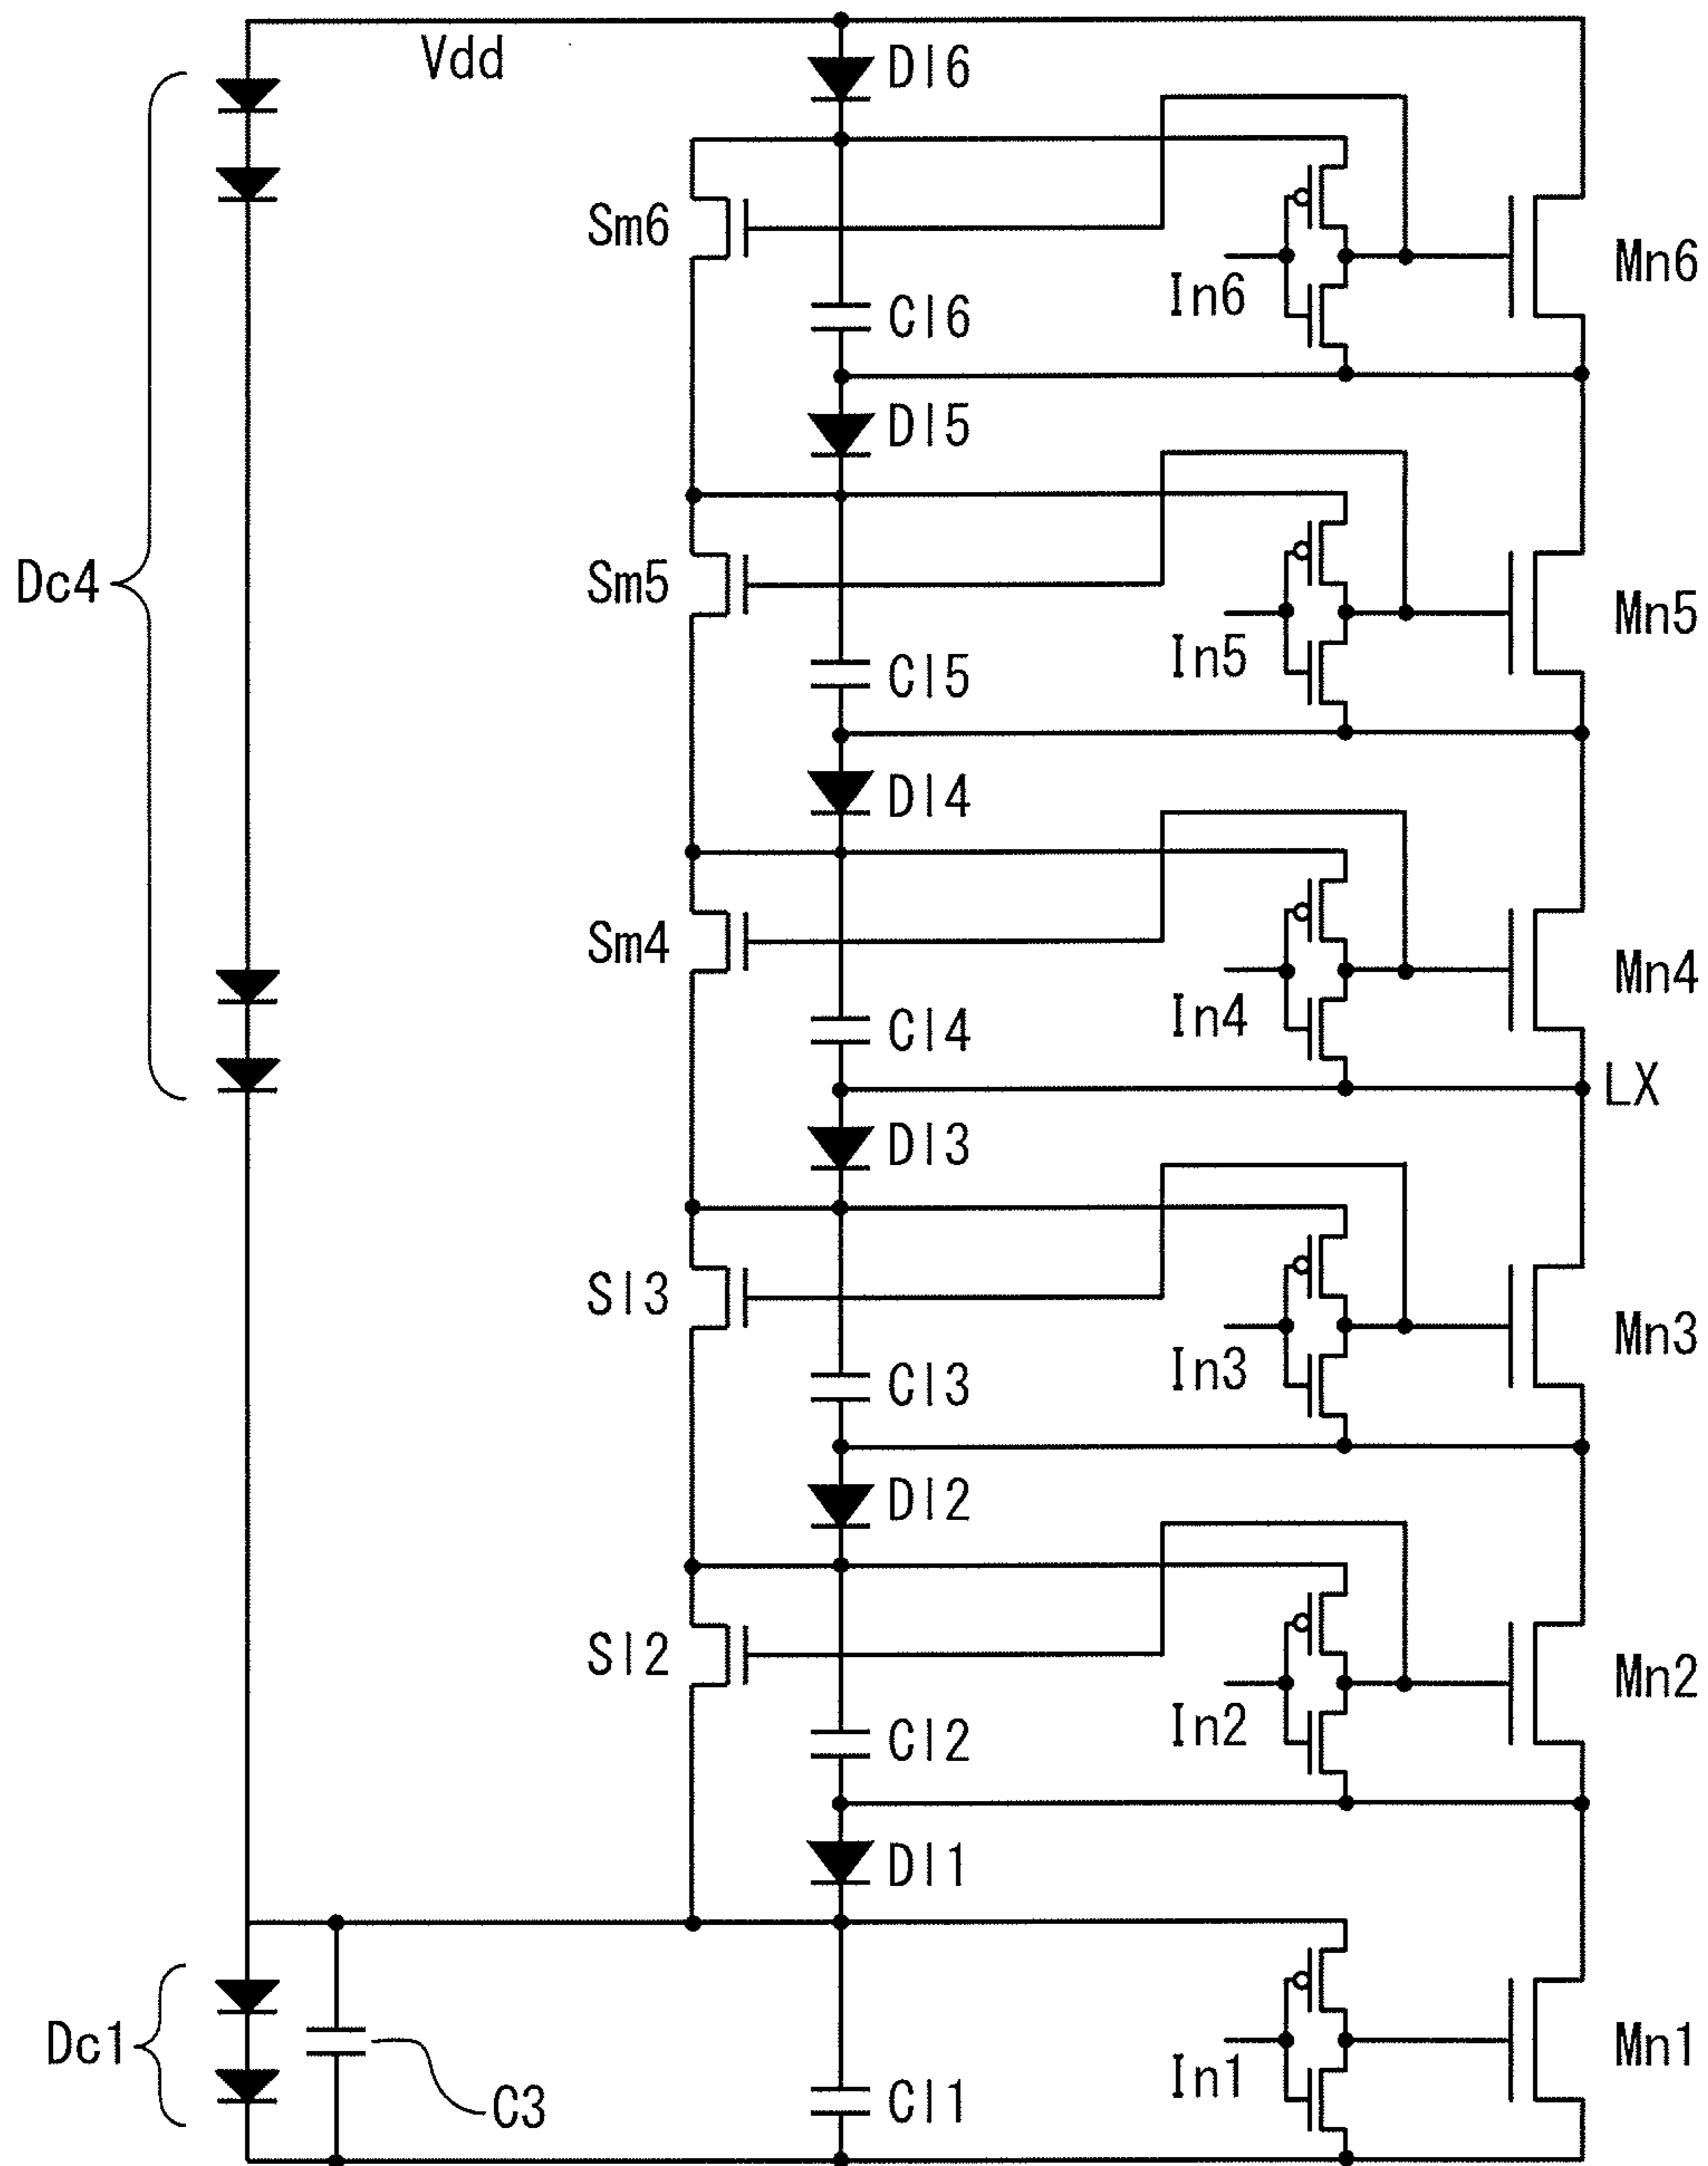 Vdd
Dl6
Sm6
Mn6
In6
Cl6
Dl5
Dc4
Sm5
Mn5
In5
Cl5
Dl4
Sm4
Mn4
In4
Cl4
LX
Dl3
Sl3
Mn3
In3
Cl3
Dl2
Sl2
Mn2
In2
Cl2
Dl1
Dc1
Mn1
In1
C3
Cl1